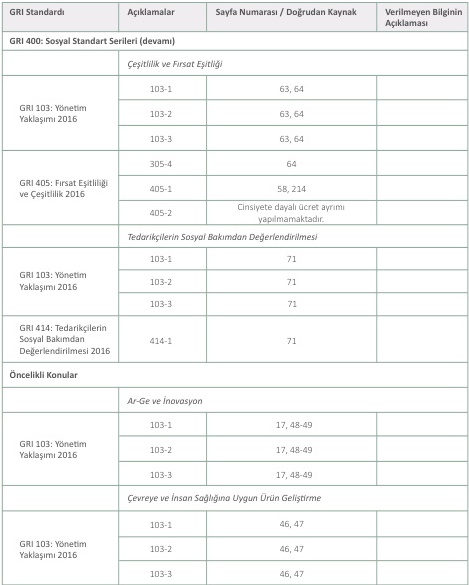 GRI Standardı
Açıklamalar
Sayfa Numarası / Doğrudan Kaynak
Verilmeyen Bilginin
Açıklaması
GRI 400: Sosyal Standart Serileri (devamı)
Çeşitlilik ve Fırsat Eşitliği
GRI 103: Yönetim
Yaklaşımı 2016
103-1
63, 64
103-2
63, 64
103-3
63, 64
GRI 405: Fırsat Eşitliliği
ve Çeşitlilik 2016
305-4
64
405-1
58, 214
405-2
Cinsiyete dayalı ücret ayrımı
yapılmamaktadır.
Tedarikçilerin Sosyal Bakımdan Değerlendirilmesi
GRI 103: Yönetim
Yaklaşımı 2016
103-1
71
103-2
71
103-3
71
GRI 414: Tedarikçilerin
Sosyal Bakımdan
Değerlendirilmesi 2016
414-1
71
Öncelikli Konular
Ar-Ge ve İnovasyon
GRI 103: Yönetim
Yaklaşımı 2016
103-1
17, 48-49
103-2
17, 48-49
103-3
17, 48-49
Çevreye ve İnsan Sağlığına Uygun Ürün Geliştirme
GRI 103: Yönetim
Yaklaşımı 2016
103-1
46, 47
103-2
46, 47
103-3
46, 47